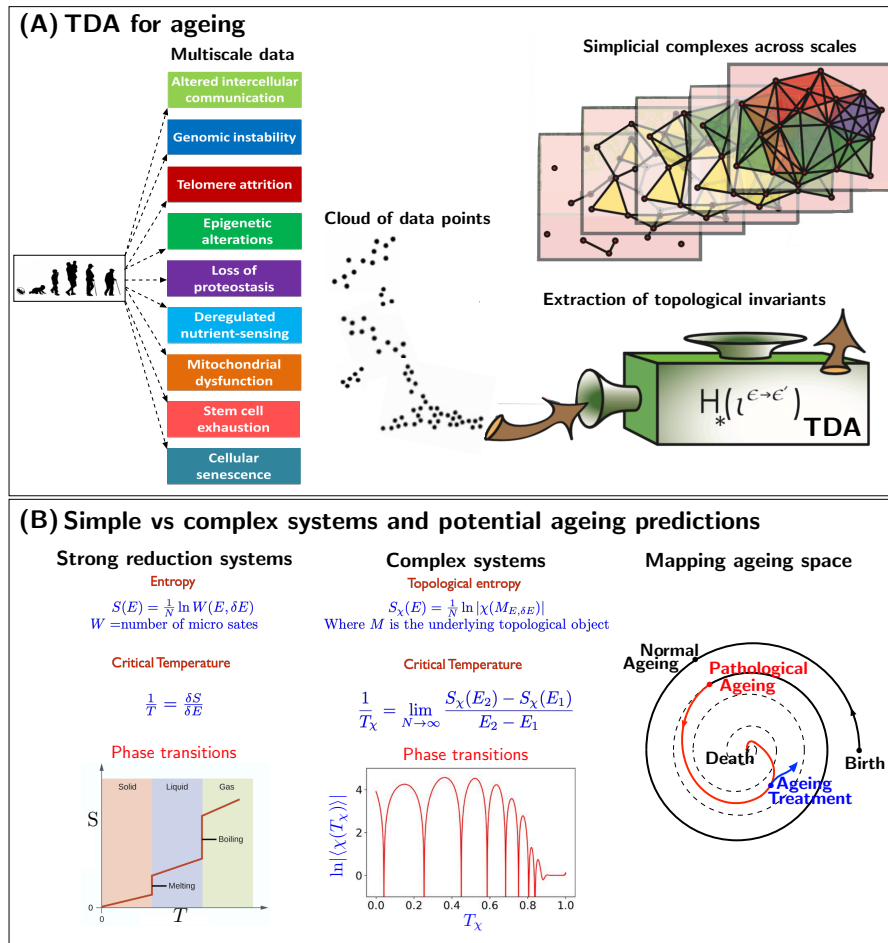 (A) TDA for ageing
Multiscale data
Altered intercellular
communication
Genomic instability
Telomere attrition
Epigenetic
alterations
Loss of
proteostasis
Deregulated
nutrient-sensing
Mitochondrial
dysfunction
Stem cell
exhaustion
Cellular
senescence
Cloud of data points
Simplicial complexes across scales
Extraction of topological invariants
H_*(ι^{ϵ→ϵ′})
TDA
(B) Simple vs complex systems and potential ageing predictions
Strong reduction systems
Entropy
S(E) = 1/N ln W(E, δE)
W =number of micro sates
Critical Temperature
1/T = δS/δE
Phase transitions
Solid Liquid Gas
S
Boiling
Melting
0
0
T
Complex systems
Topological entropy
S_χ(E) = 1/N ln |χ(M_{E,δE})|
Where M is the underlying topological object
Critical Temperature
1/T_χ = lim_{N→∞} (S_χ(E_2) − S_χ(E_1))/(E_2 − E_1)
Phase transitions
ln|⟨χ(T_χ)⟩|
4
2
0
0.0 0.2 0.4 0.6 0.8 1.0
T_χ
Mapping ageing space
Normal
Ageing
Pathological
Ageing
Death
Birth
Ageing
Treatment